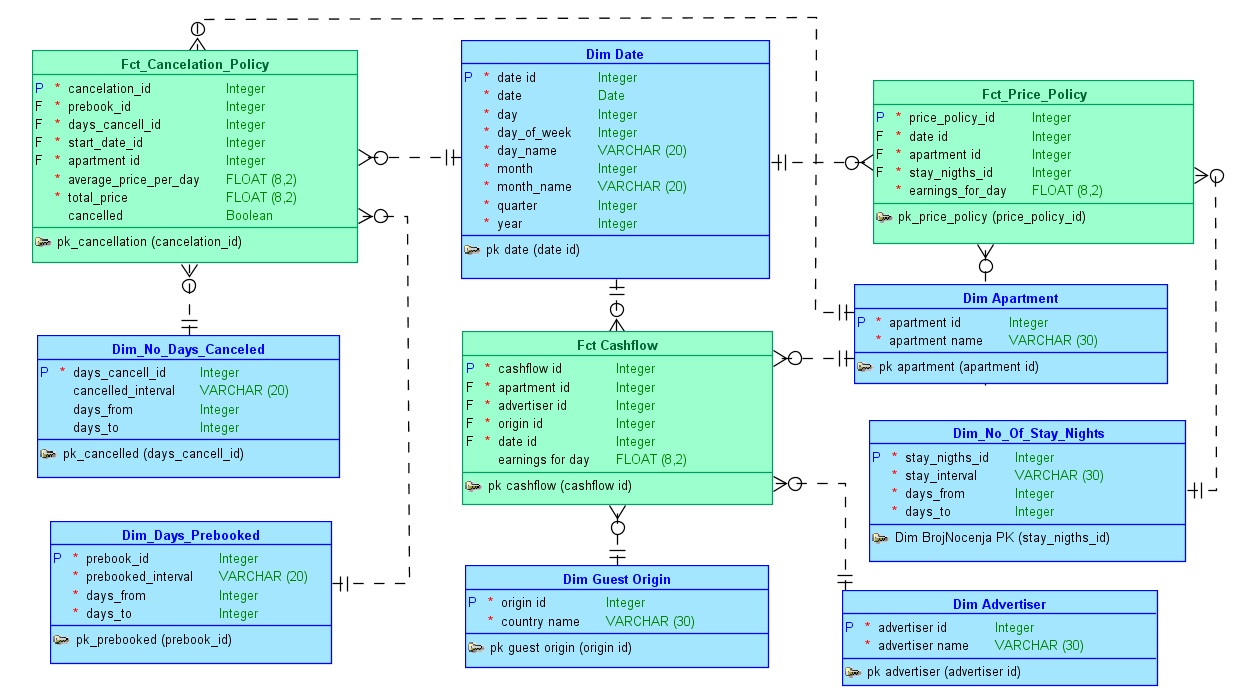 Fct_Cancelation_Policy
P * cancelation_id Integer
F * prebook_id Integer
F * days_cancell_id Integer
F * start_date_id Integer
F * apartment id Integer
* average_price_per_day FLOAT (8,2)
* total_price FLOAT (8,2)
cancelled Boolean
pk_cancellation (cancelation_id)
Dim Date
P * date id Integer
* date Date
* day Integer
* day_of_week Integer
* day_name VARCHAR (20)
* month Integer
* month_name VARCHAR (20)
* quarter Integer
* year Integer
pk date (date id)
Fct_Price_Policy
P * price_policy_id Integer
F * date id Integer
F * apartment id Integer
F * stay_nigths_id Integer
* earnings_for_day FLOAT (8,2)
pk_price_policy (price_policy_id)
Dim Apartment
P * apartment id Integer
* apartment name VARCHAR (30)
pk apartment (apartment id)
Dim_No_Days_Canceled
P * days_cancell_id Integer
cancelled_interval VARCHAR (20)
days_from Integer
days_to Integer
pk_cancelled (days_cancell_id)
Fct Cashflow
P * cashflow id Integer
F * apartment id Integer
F * advertiser id Integer
F * origin id Integer
F * date id Integer
earnings for day FLOAT (8,2)
pk cashflow (cashflow id)
Dim_No_Of_Stay_Nights
P * stay_nigths_id Integer
* stay_interval VARCHAR (30)
* days_from Integer
* days_to Integer
Dim BrojNocenja PK (stay_nigths_id)
Dim_Days_Prebooked
P * prebook_id Integer
* prebooked_interval VARCHAR (20)
* days_from Integer
* days_to Integer
pk_prebooked (prebook_id)
Dim Guest Origin
P * origin id Integer
* country name VARCHAR (30)
pk guest origin (origin id)
Dim Advertiser
P * advertiser id Integer
* advertiser name VARCHAR (30)
pk advertiser (advertiser id)